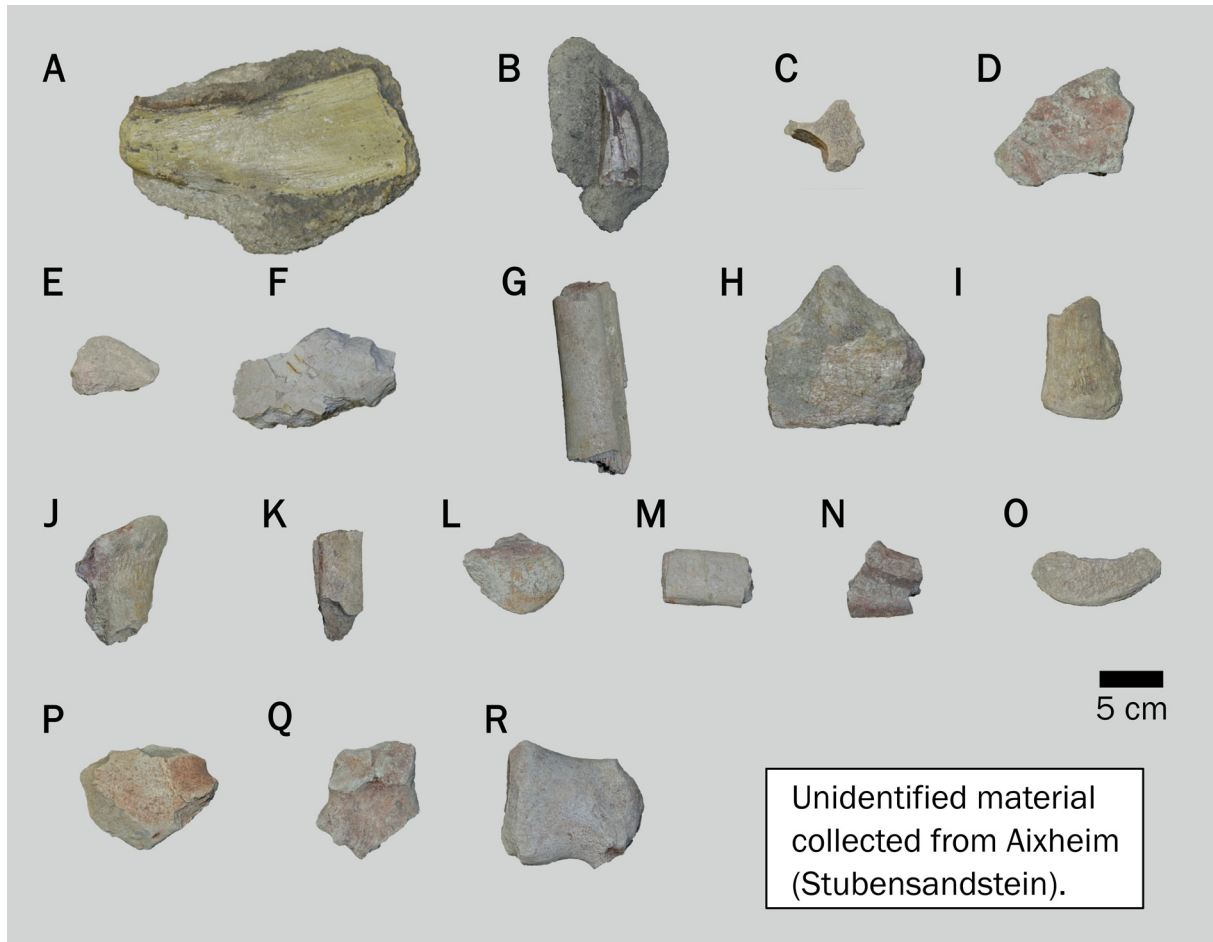 A
B
C
D
E
F
G
H
I
J
K
L
M
N
O
5 cm
P
Q
R
Unidentified material
collected from Aixheim
(Stubensandstein).